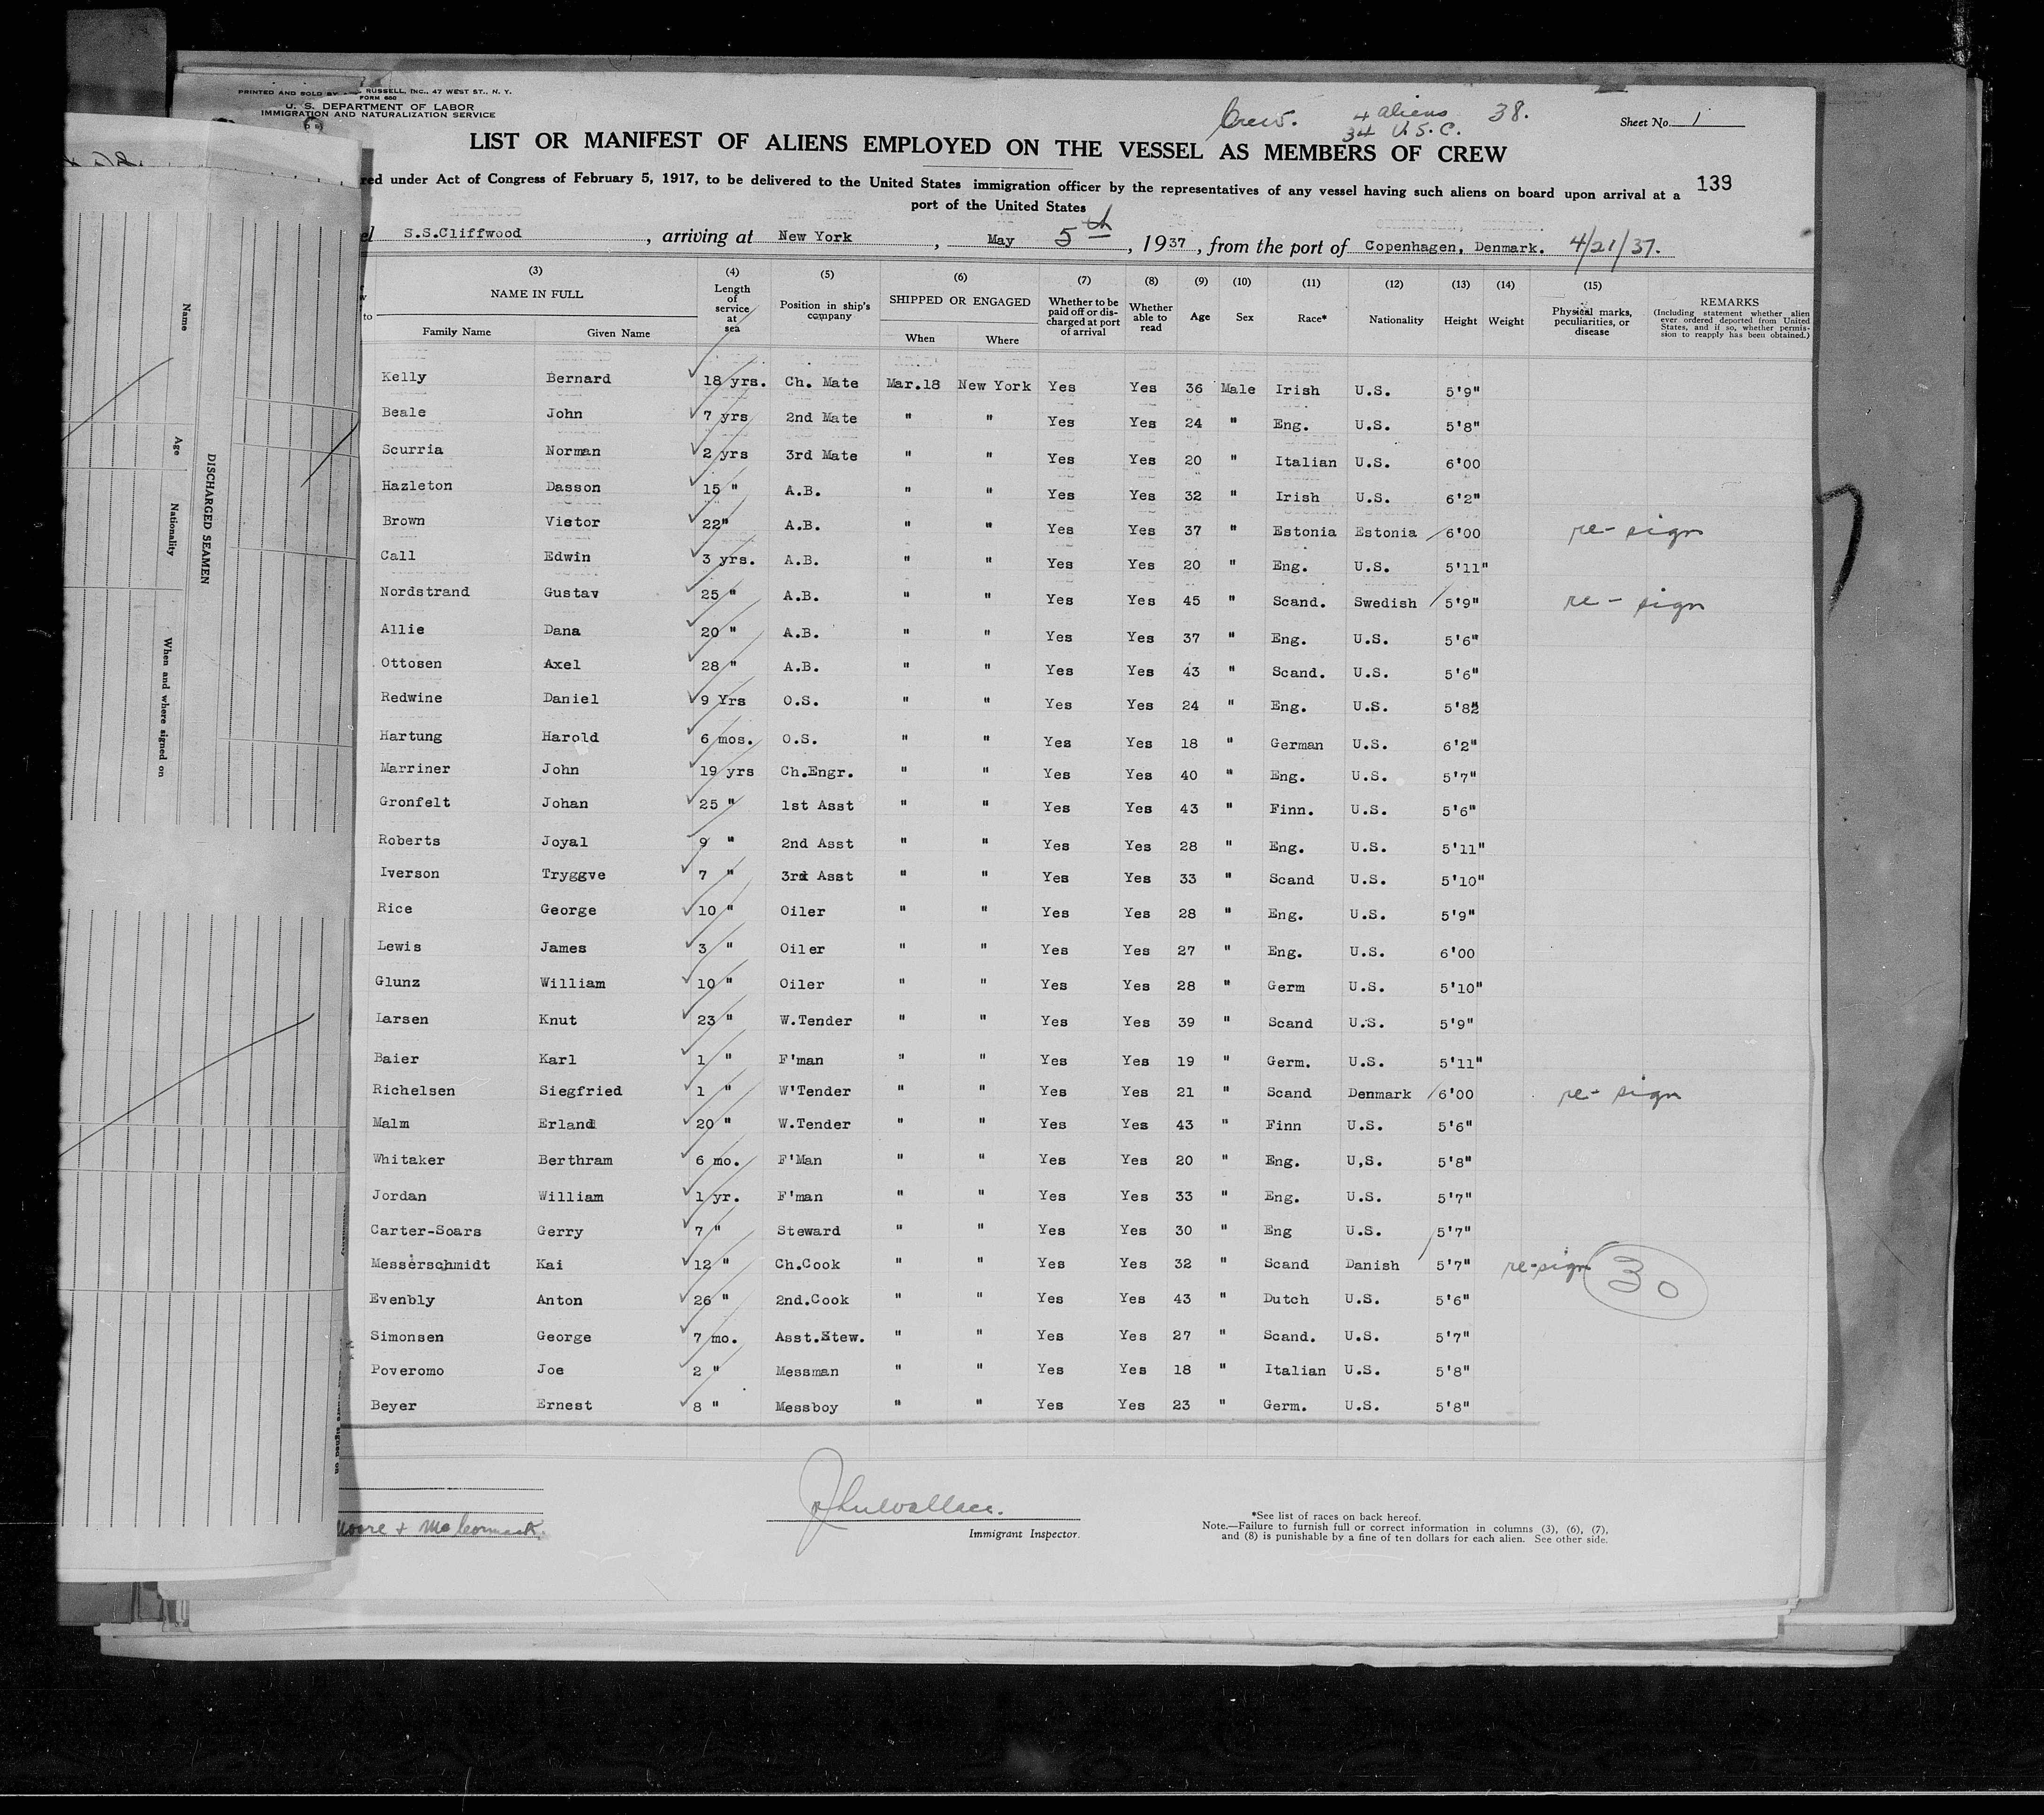 PRINTED AND SOLD BY RUSSELL, INC., 47 WEST ST., N. Y.
FORM 680
U. S. DEPARTMENT OF LABOR
IMMIGRATION AND NATURALIZATION SERVICE
Crew. 4 aliens 38.
34 U.S.C.
Sheet No. 1
LIST OR MANIFEST OF ALIENS EMPLOYED ON THE VESSEL AS MEMBERS OF CREW
red under Act of Congress of February 5, 1917, to be delivered to the United States immigration officer by the representatives of any vessel having such aliens on board upon arrival at a
139
port of the United States
el S.S.Cliffwood, arriving at New York, May 5th, 1937, from the port of Copenhagen, Denmark. 4/21/37.
(3) (4) (5) (6) (7) (8) (9) (10) (11) (12) (13) (14) (15)
NAME IN FULL
Family Name Given Name
Length of service at sea
Position in ship's company
SHIPPED OR ENGAGED
When Where
Whether to be paid off or discharged at port of arrival
Whether able to read
Age Sex Race* Nationality Height Weight
Physical marks, peculiarities, or disease
REMARKS
(Including statement whether alien ever ordered deported from United States, and if so, whether permission to reapply has been obtained.)
Kelly Bernard 18 yrs. Ch. Mate Mar.18 New York Yes Yes 36 Male Irish U.S. 5'9"
Beale John 7 yrs 2nd Mate " " Yes Yes 24 " Eng. U.S. 5'8"
Scurria Norman 2 yrs 3rd Mate " " Yes Yes 20 " Italian U.S. 6'00
Hazleton Dasson 15 " A.B. " " Yes Yes 32 " Irish U.S. 6'2"
Brown Victor 22" A.B. " " Yes Yes 37 " Estonia Estonia 6'00 re-sign
Call Edwin 3 yrs. A.B. " " Yes Yes 20 " Eng. U.S. 5'11"
Nordstrand Gustav 25 " A.B. " " Yes Yes 45 " Scand. Swedish 5'9" re-sign
Allie Dana 20 " A.B. " " Yes Yes 37 " Eng. U.S. 5'6"
Ottosen Axel 28 " A.B. " " Yes Yes 43 " Scand. U.S. 5'6"
Redwine Daniel 9 Yrs O.S. " " Yes Yes 24 " Eng. U.S. 5'8"
Hartung Harold 6 mos. O.S. " " Yes Yes 18 " German U.S. 6'2"
Marriner John 19 yrs Ch.Engr. " " Yes Yes 40 " Eng. U.S. 5'7"
Gronfelt Johan 25 " 1st Asst " " Yes Yes 43 " Finn. U.S. 5'6"
Roberts Joyal 9 " 2nd Asst " " Yes Yes 28 " Eng. U.S. 5'11"
Iverson Tryggve 7 " 3rd Asst " " Yes Yes 33 " Scand U.S. 5'10"
Rice George 10 " Oiler " " Yes Yes 28 " Eng. U.S. 5'9"
Lewis James 3 " Oiler " " Yes Yes 27 " Eng. U.S. 6'00
Glunz William 10 " Oiler " " Yes Yes 28 " Germ U.S. 5'10"
Larsen Knut 23 " W.Tender " " Yes Yes 39 " Scand U.S. 5'9"
Baier Karl 1 " F'man " " Yes Yes 19 " Germ. U.S. 5'11"
Richelsen Siegfried 1 " W'Tender " " Yes Yes 21 " Scand Denmark 6'00 re-sign
Malm Erland 20 " W.Tender " " Yes Yes 43 " Finn U.S. 5'6"
Whitaker Berthram 6 mo. F'Man " " Yes Yes 20 " Eng. U,S. 5'8"
Jordan William 1 yr. F'man " " Yes Yes 33 " Eng. U.S. 5'7"
Carter-Soars Gerry 7 " Steward " " Yes Yes 30 " Eng U.S. 5'7"
Messerschmidt Kai 12 " Ch.Cook " " Yes Yes 32 " Scand Danish 5'7" re-sign 30
Evenbly Anton 26 " 2nd.Cook " " Yes Yes 43 " Dutch U.S. 5'6"
Simonsen George 7 mo. Asst.Stew. " " Yes Yes 27 " Scand. U.S. 5'7"
Poveromo Joe 2 " Messman " " Yes Yes 18 " Italian U.S. 5'8"
Beyer Ernest 8 " Messboy " " Yes Yes 23 " Germ. U.S. 5'8"
Moore + McCormack.
John Wallace.
Immigrant Inspector.
*See list of races on back hereof.
Note.—Failure to furnish full or correct information in columns (3), (6), (7),
and (8) is punishable by a fine of ten dollars for each alien. See other side.
DISCHARGED SEAMEN
Name Age Nationality When and where signed on